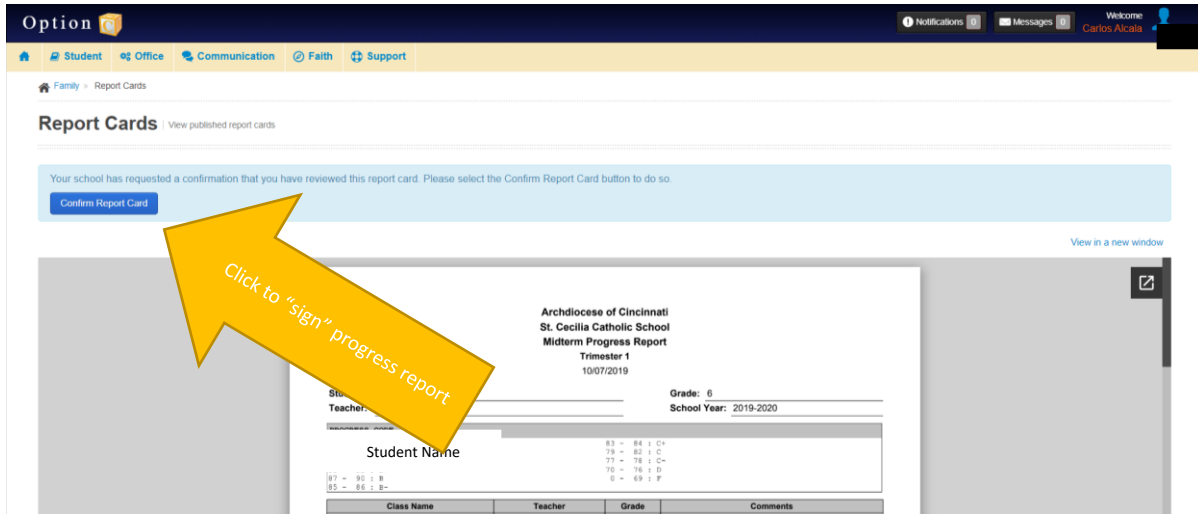 Option
Notifications 0
Messages 0
Welcome
Carlos Alcala
Student
Office
Communication
Faith
Support
Family
Report Cards
Report Cards
View published report cards
Your school has requested a confirmation that you have reviewed this report card. Please select the Confirm Report Card button to do so.
Confirm Report Card
View in a new window
Click to "sign" progress report
Archdiocese of Cincinnati
St. Cecilia Catholic School
Midterm Progress Report
Trimester 1
10/07/2019
Grade: 6
Teacher:
School Year: 2019-2020
Student Name
83 - 84 : C+
79 - 82 : C
77 - 78 : C-
70 - 76 : D
0 - 69 : F
87 - 90 : B
85 - 86 : B-
Class Name Teacher Grade Comments